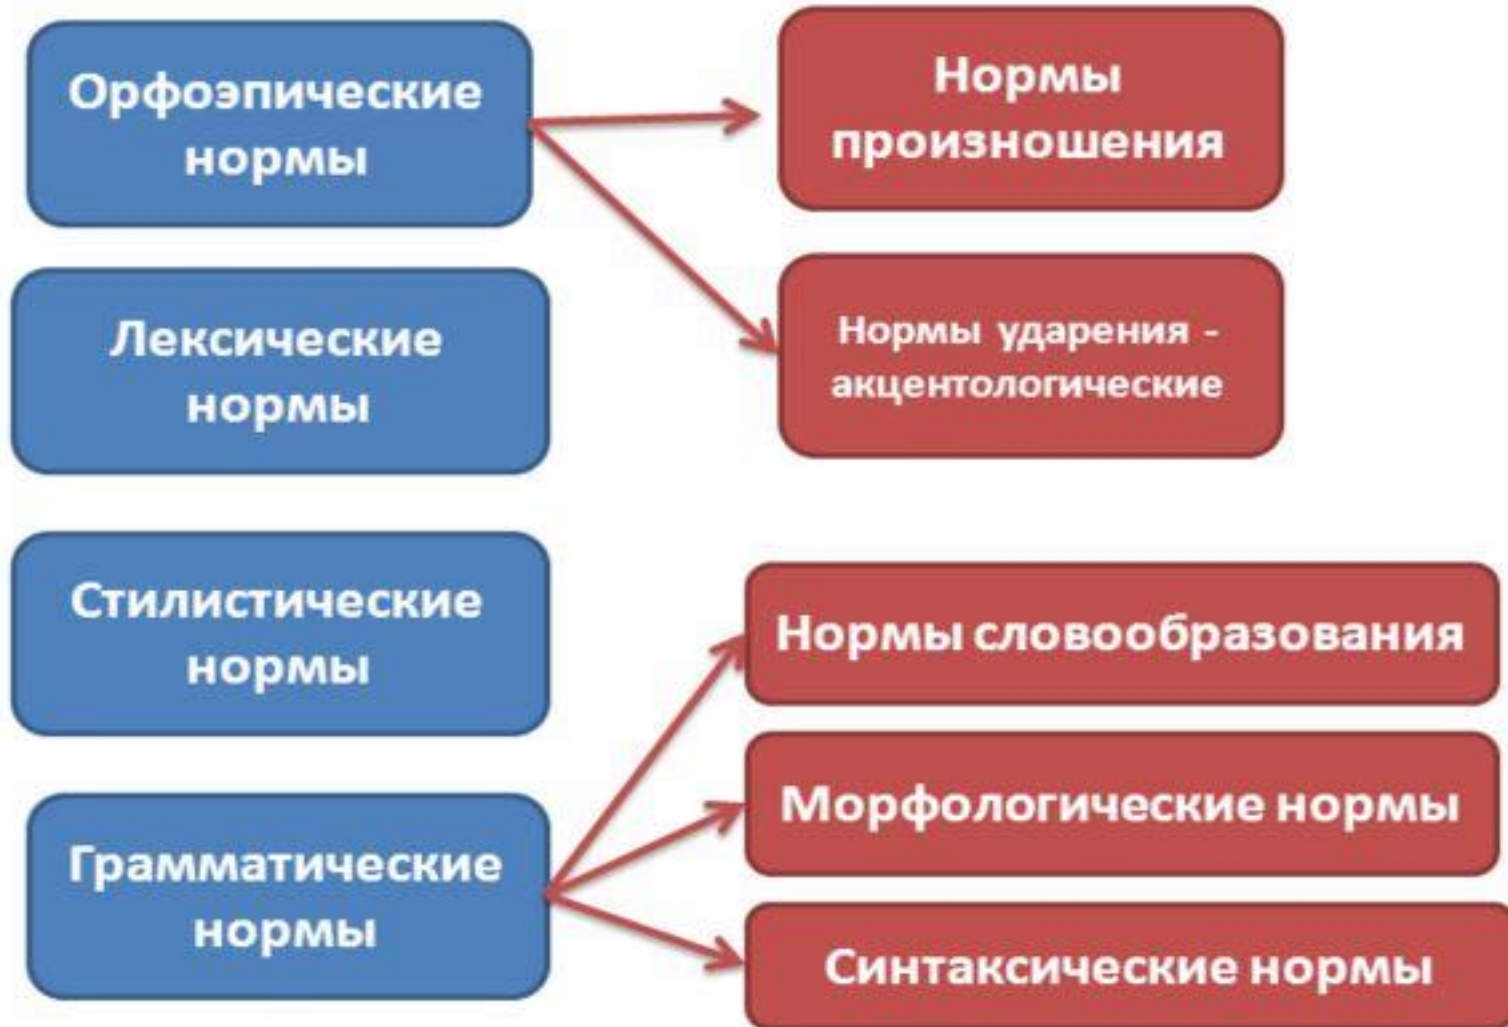 Орфоэпические
нормы
Нормы
произношения
Нормы ударения -
акцентологические
Лексические
нормы
Стилистические
нормы
Грамматические
нормы
Нормы словообразования
Морфологические нормы
Синтаксические нормы